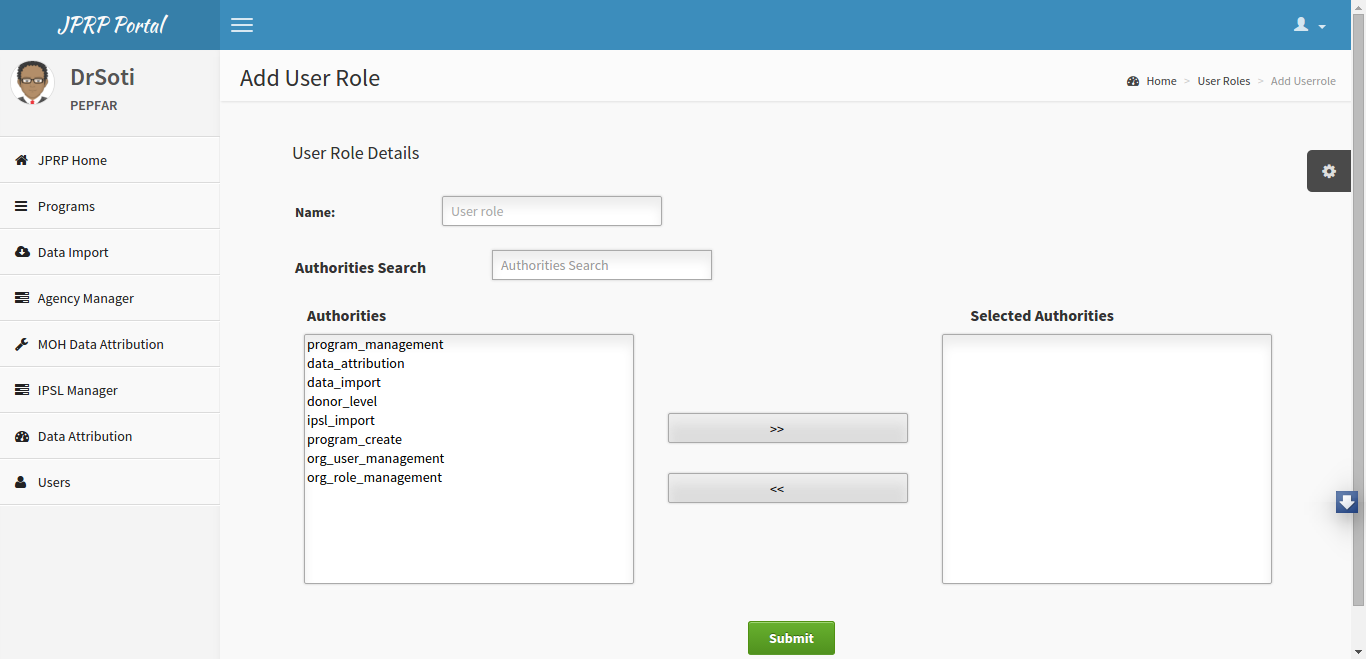 JPRP Portal
DrSoti
PEPFAR
JPRP Home
Programs
Data Import
Agency Manager
MOH Data Attribution
IPSL Manager
Data Attribution
Users
Add User Role
Home > User Roles > Add Userrole
User Role Details
Name: User role
Authorities Search Authorities Search
Authorities
program_management
data_attribution
data_import
donor_level
ipsl_import
program_create
org_user_management
org_role_management
>>
<<
Selected Authorities
Submit